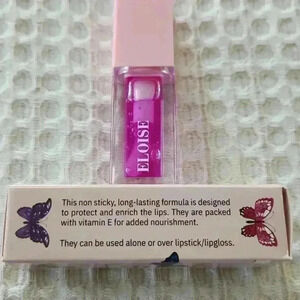 ELOISE
This non sticky, long-lasting formula is designed
to protect and enrich the lips. They are packed
with vitamin E for added nourishment.
They can be used alone or over lipstick/lipgloss.